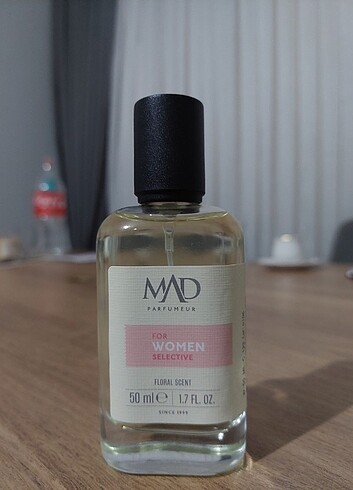 MAD
PARFUMEUR
FOR
WOMEN
SELECTIVE
FLORAL SCENT
50 ml ℮ 1.7 FL. OZ.
SINCE 1998